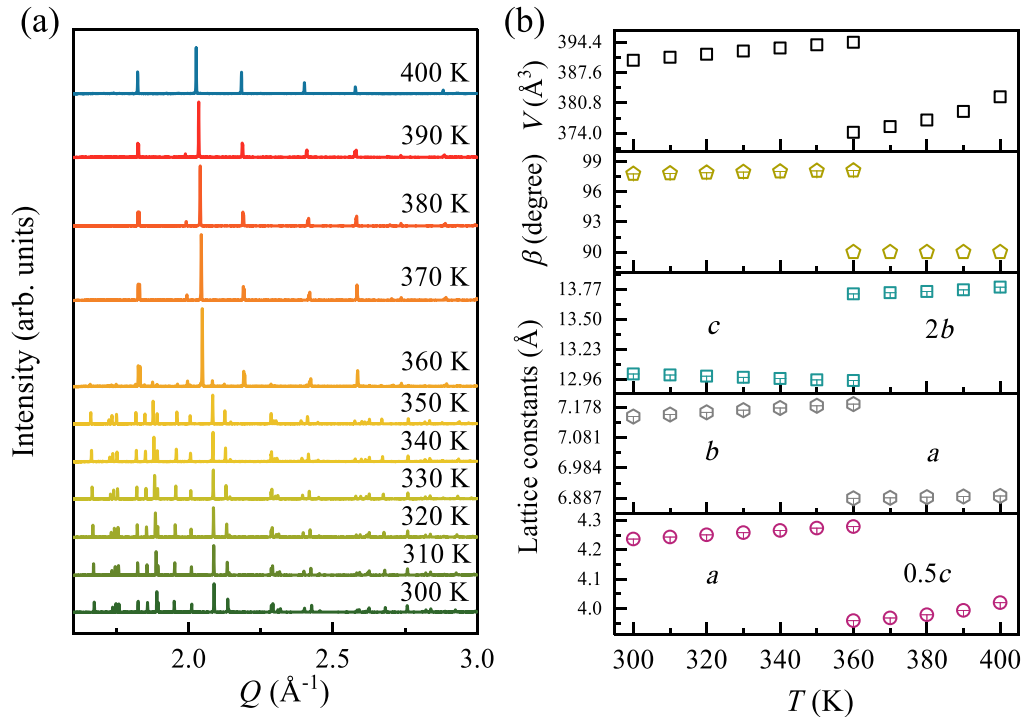 (a)
400 K
390 K
380 K
370 K
360 K
350 K
340 K
330 K
320 K
310 K
300 K
Intensity (arb. units)
2.0 2.5 3.0
Q (Å⁻¹)
(b)
394.4
387.6
380.8
374.0
V (Å³)
99
96
93
90
β (degree)
13.77
13.50
13.23
12.96
c 2b
7.178
7.081
6.984
6.887
b a
4.3
4.2
4.1
4.0
a 0.5c
Lattice constants (Å)
300 320 340 360 380 400
T (K)